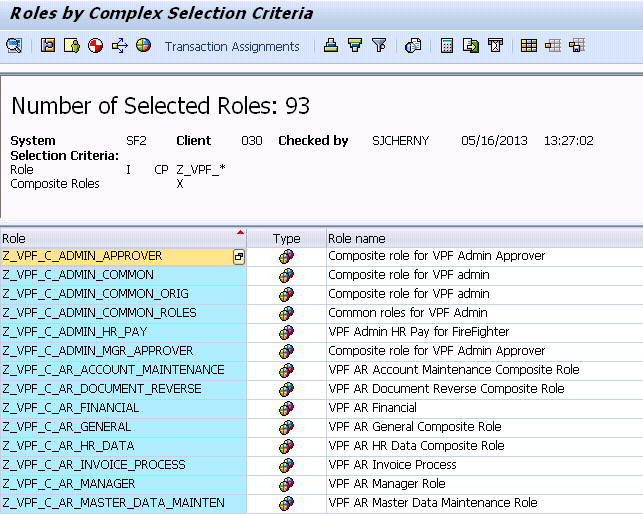 Roles by Complex Selection Criteria
Transaction Assignments
Number of Selected Roles: 93
System SF2 Client 030 Checked by SJCHERNY 05/16/2013 13:27:02
Selection Criteria:
Role I CP Z_VPF_*
Composite Roles X
Role Type Role name
Z_VPF_C_ADMIN_APPROVER Composite role for VPF Admin Approver
Z_VPF_C_ADMIN_COMMON Composite role for VPF admin
Z_VPF_C_ADMIN_COMMON_ORIG Composite role for VPF admin
Z_VPF_C_ADMIN_COMMON_ROLES Common roles for VPF Admin
Z_VPF_C_ADMIN_HR_PAY VPF Admin HR Pay for FireFighter
Z_VPF_C_ADMIN_MGR_APPROVER Composite role for VPF Admin Approver
Z_VPF_C_AR_ACCOUNT_MAINTENANCE VPF AR Account Maintenance Composite Role
Z_VPF_C_AR_DOCUMENT_REVERSE VPF AR Document Reverse Composite Role
Z_VPF_C_AR_FINANCIAL VPF AR Financial
Z_VPF_C_AR_GENERAL VPF AR General Composite Role
Z_VPF_C_AR_HR_DATA VPF AR HR Data Composite Role
Z_VPF_C_AR_INVOICE_PROCESS VPF AR Invoice Process
Z_VPF_C_AR_MANAGER VPF AR Manager Role
Z_VPF_C_AR_MASTER_DATA_MAINTEN VPF AR Master Data Maintenance Role